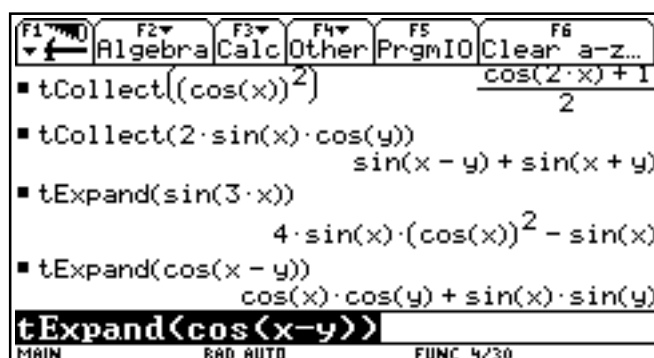 F1 F2 F3 F4 F5 F6
Algebra Calc Other PrgmIO Clear a-z…
tCollect((cos(x))²) cos(2·x) + 1
2
tCollect(2·sin(x)·cos(y))
sin(x - y) + sin(x + y)
tExpand(sin(3·x))
4·sin(x)·(cos(x))² - sin(x)
tExpand(cos(x - y))
cos(x)·cos(y) + sin(x)·sin(y)
tExpand(cos(x-y))
MAIN RAD AUTO FUNC 4/30